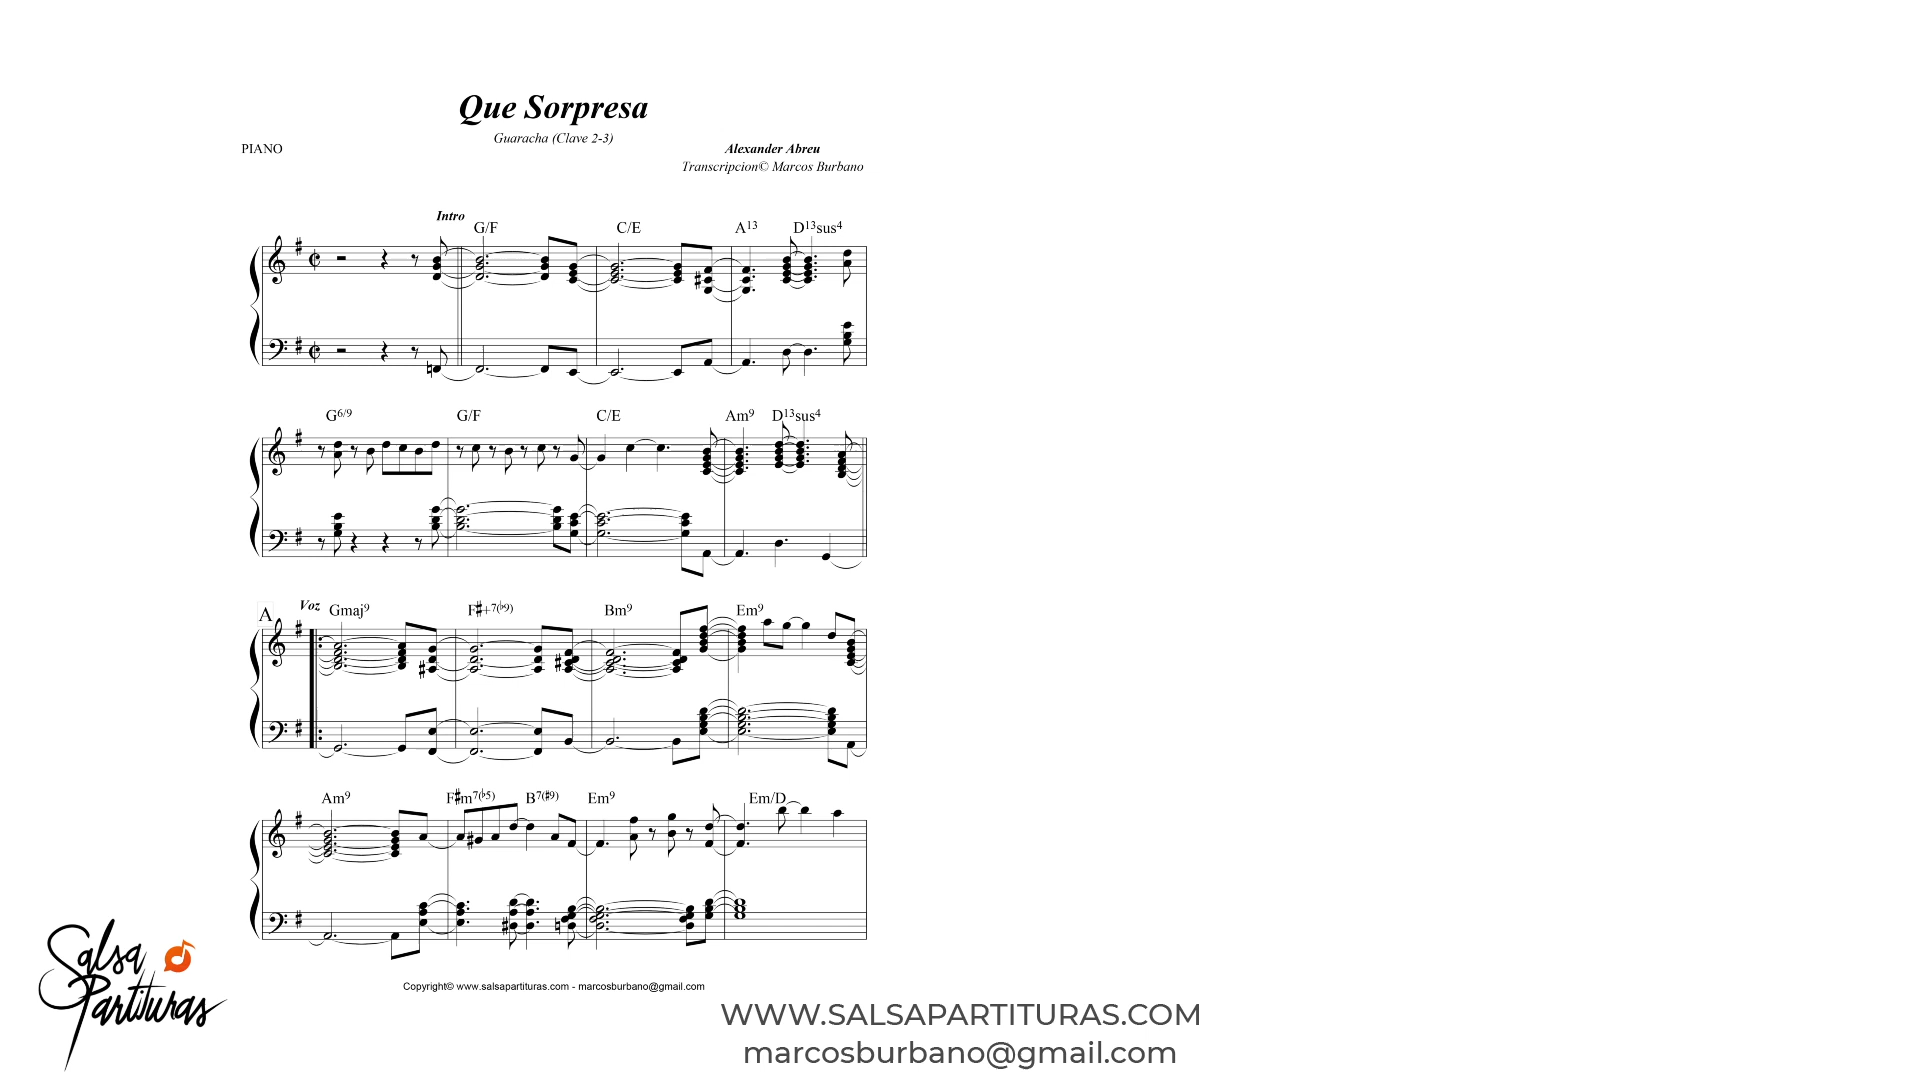 Que Sorpresa
Guaracha (Clave 2-3)
PIANO
Alexander Abreu
Transcripcion© Marcos Burbano
Intro
G/F C/E A13 D13sus4
G6/9 G/F C/E Am9 D13sus4
A Voz Gmaj9 F#+7(b9) Bm9 Em9
Am9 F#m7(b5) B7(#9) Em9 Em/D
Salsa
Partituras
Copyright© www.salsapartituras.com - marcosburbano@gmail.com
WWW.SALSAPARTITURAS.COM
marcosburbano@gmail.com